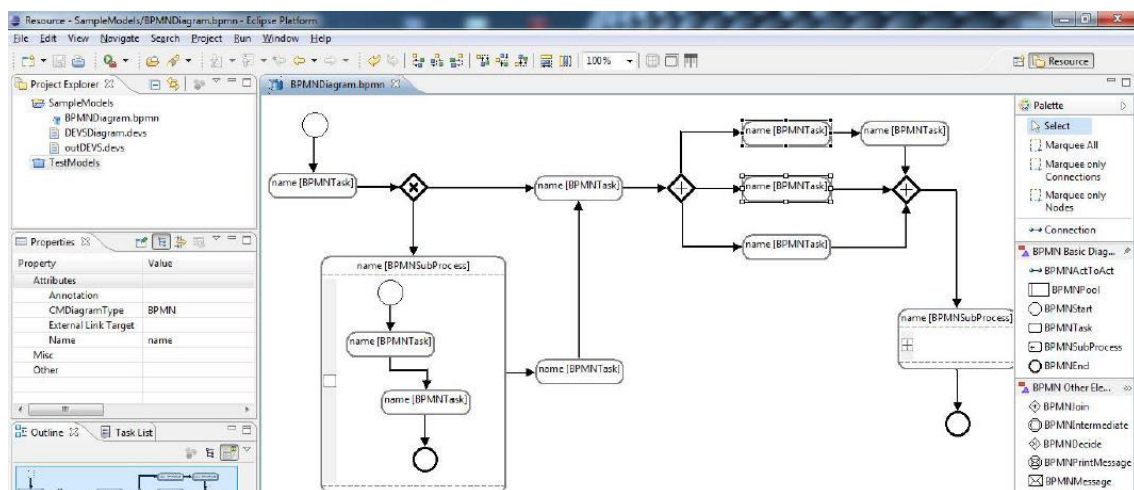 Resource - SampleModels/BPMNDiagram.bpmn - Eclipse Platform
File Edit View Navigate Search Project Run Window Help
100%
Resource
Project Explorer
SampleModels
BPMNDiagram.bpmn
DEVSDiagram.devs
outDEVS.devs
TestModels
Properties
Property Value
Attributes
Annotation
CMDiagramType BPMN
External Link Target
Name name
Misc
Other
Outline Task List
BPMNDiagram.bpmn
name [BPMNTask] name [BPMNTask]
name [BPMNTask] name [BPMNTask] name [BPMNTask]
name [BPMNTask]
name [BPMNSubProcess]
name [BPMNSubProcess]
name [BPMNTask]
name [BPMNTask]
name [BPMNTask]
Palette
Select
Marquee All
Marquee only
Connections
Marquee only
Nodes
Connection
BPMN Basic Diag...
BPMNActToAct
BPMNPool
BPMNStart
BPMNTask
BPMNSubProcess
BPMNEnd
BPMN Other Ele...
BPMNJoin
BPMNIntermediate
BPMNDecide
BPMNPrintMessage
BPMNMessage